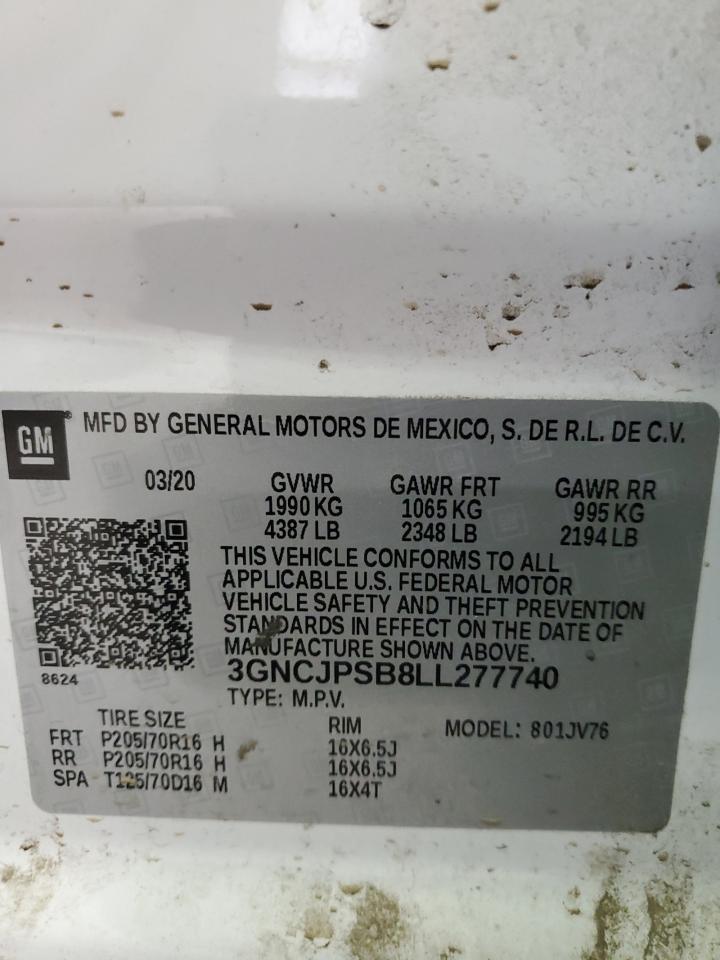 GM
MFD BY GENERAL MOTORS DE MEXICO, S. DE R.L. DE C.V.
03/20 GVWR GAWR FRT GAWR RR
1990 KG 1065 KG 995 KG
4387 LB 2348 LB 2194 LB
THIS VEHICLE CONFORMS TO ALL
APPLICABLE U.S. FEDERAL MOTOR
VEHICLE SAFETY AND THEFT PREVENTION
STANDARDS IN EFFECT ON THE DATE OF
MANUFACTURE SHOWN ABOVE.
8624 3GNCJPSB8LL277740
TYPE: M.P.V.
TIRE SIZE RIM MODEL: 801JV76
FRT P205/70R16 H 16X6.5J
RR P205/70R16 H 16X6.5J
SPA T125/70D16 M 16X4T